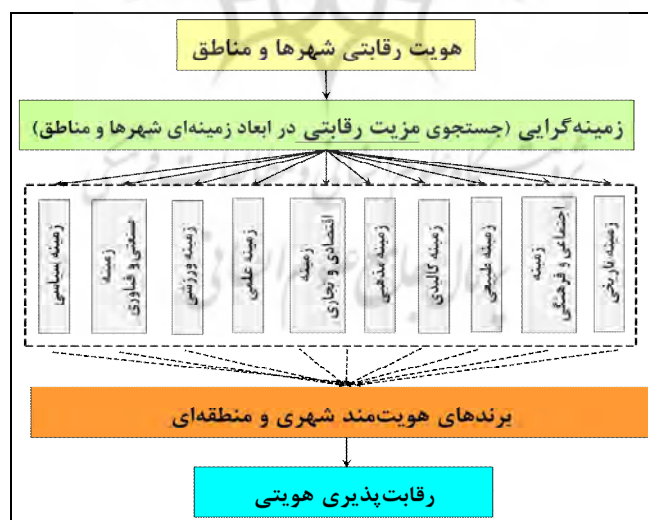 هویت رقابتی شهرها و مناطق
زمینه‌گرایی (جستجوی مزیت رقابتی در ابعاد زمینه‌ای شهرها و مناطق)
زمینه تاریخی
زمینه
اجتماعی و فرهنگی
زمینه طبیعی
زمینه کالبدی
زمینه مذهبی
زمینه
اقتصادی و تجاری
زمینه علمی
زمینه ورزشی
زمینه
صنعتی و فناوری
زمینه سیاسی
برندهای هویت‌مند شهری و منطقه‌ای
رقابت‌پذیری هویتی